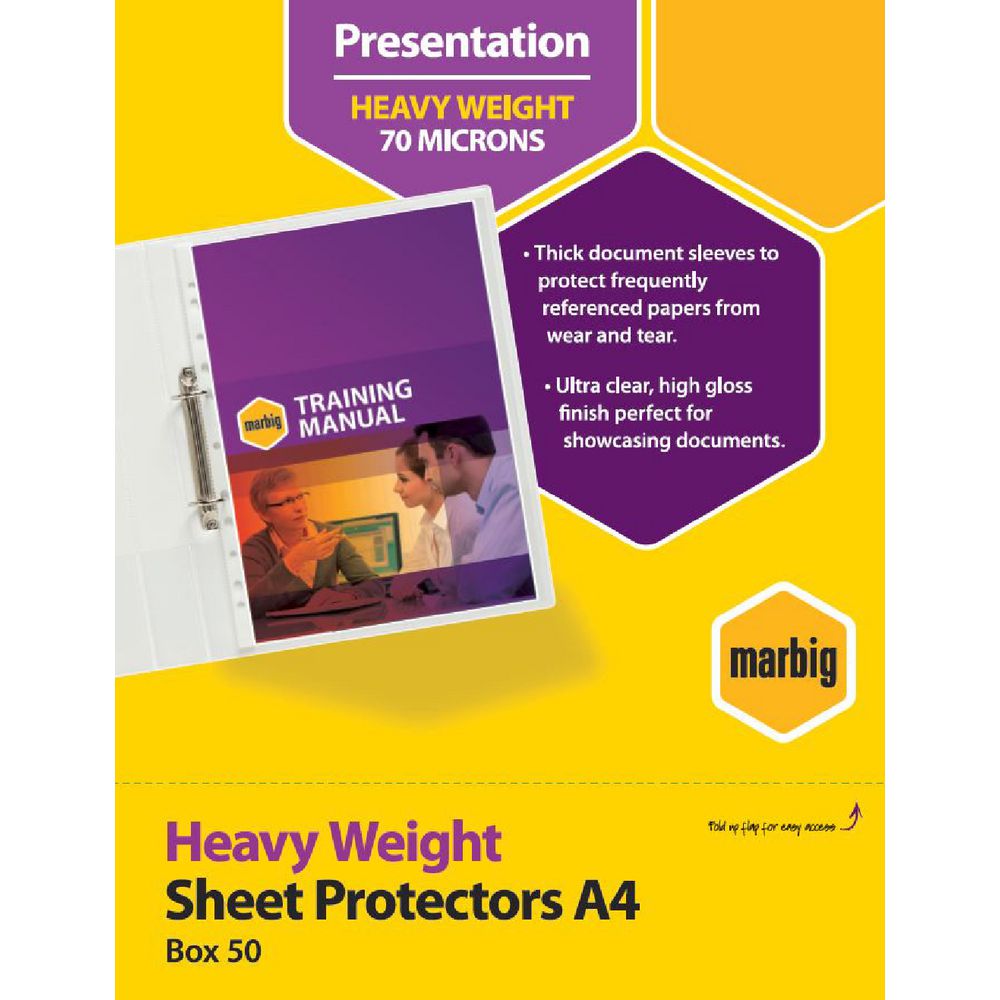 Presentation
HEAVY WEIGHT
70 MICRONS
• Thick document sleeves to
protect frequently
referenced papers from
wear and tear.
• Ultra clear, high gloss
finish perfect for
showcasing documents.
marbig
TRAINING
MANUAL
marbig
Fold up flap for easy access
Heavy Weight
Sheet Protectors A4
Box 50